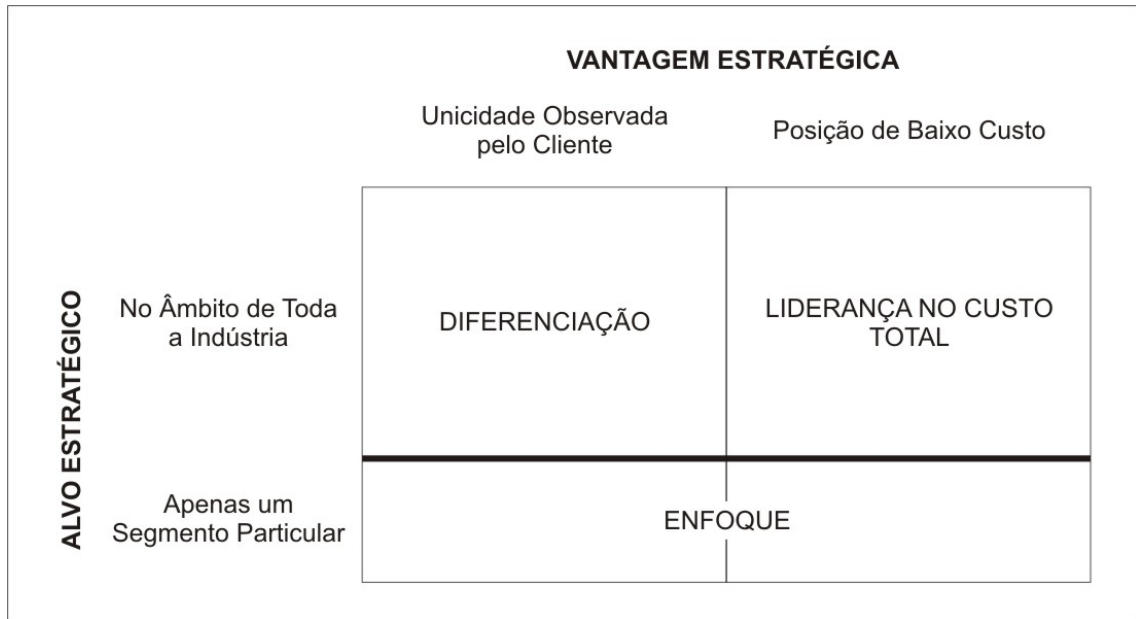 VANTAGEM ESTRATÉGICA
Unicidade Observada
pelo Cliente
Posição de Baixo Custo
ALVO ESTRATÉGICO
No Âmbito de Toda
a Indústria
DIFERENCIAÇÃO
LIDERANÇA NO CUSTO
TOTAL
Apenas um
Segmento Particular
ENFOQUE